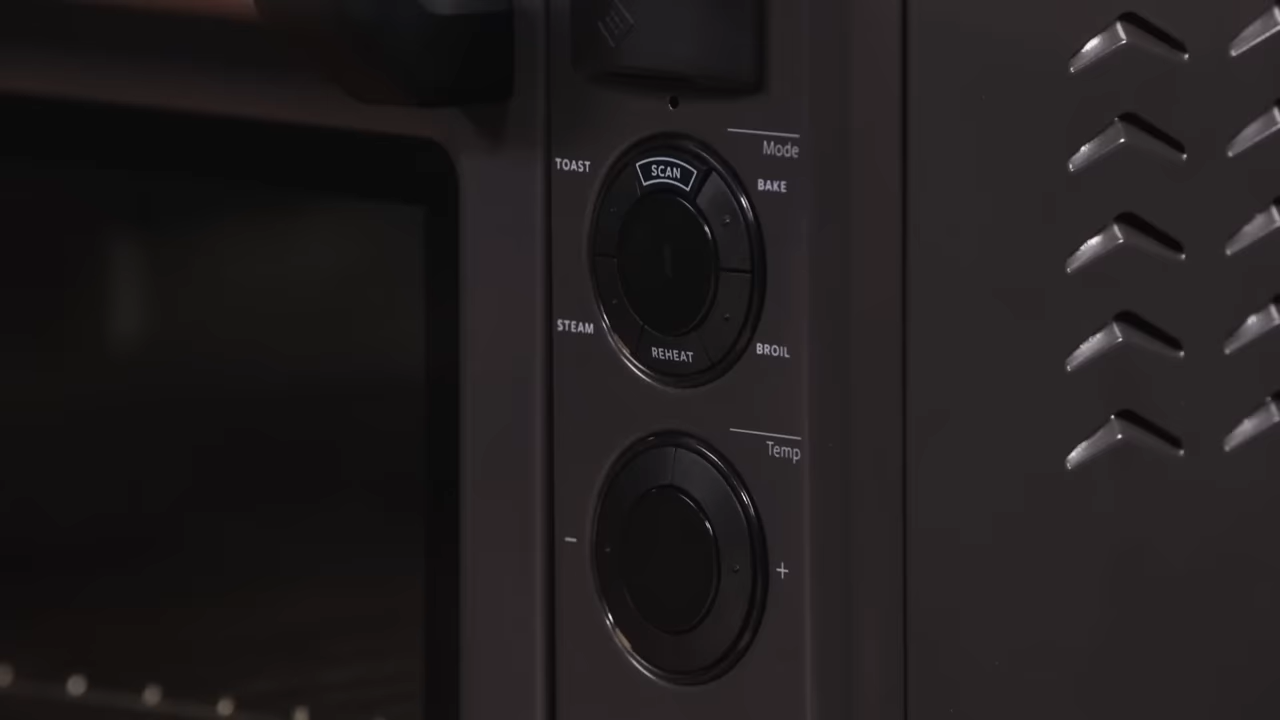 Mode
TOAST
SCAN
BAKE
STEAM
REHEAT
BROIL
Temp
− +